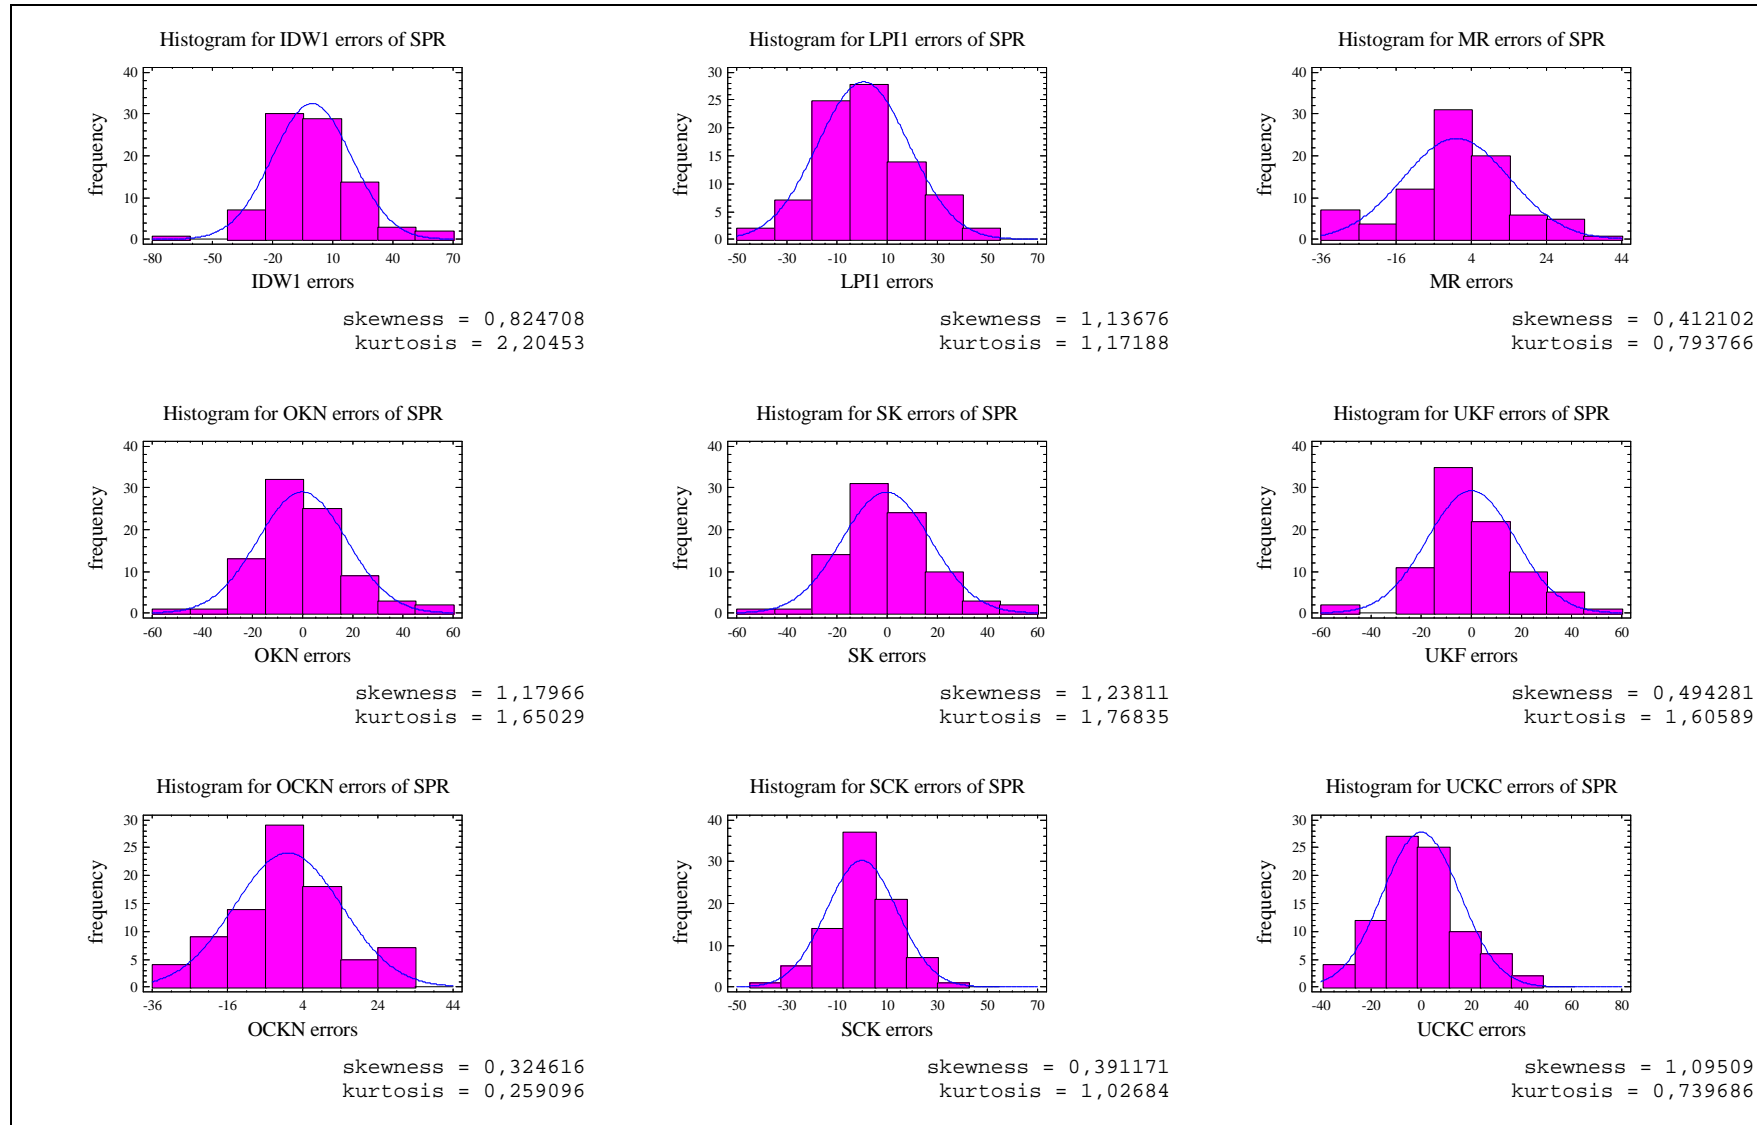 Histogram for IDW1 errors of SPR
frequency
40
30
20
10
0
-80 -50 -20 10 40 70
IDW1 errors
skewness = 0,824708
kurtosis = 2,20453
Histogram for LPI1 errors of SPR
frequency
30
25
20
15
10
5
0
-50 -30 -10 10 30 50 70
LPI1 errors
skewness = 1,13676
kurtosis = 1,17188
Histogram for MR errors of SPR
frequency
40
30
20
10
0
-36 -16 4 24 44
MR errors
skewness = 0,412102
kurtosis = 0,793766
Histogram for OKN errors of SPR
frequency
40
30
20
10
0
-60 -40 -20 0 20 40 60
OKN errors
skewness = 1,17966
kurtosis = 1,65029
Histogram for SK errors of SPR
frequency
40
30
20
10
0
-60 -40 -20 0 20 40 60
SK errors
skewness = 1,23811
kurtosis = 1,76835
Histogram for UKF errors of SPR
frequency
40
30
20
10
0
-60 -40 -20 0 20 40 60
UKF errors
skewness = 0,494281
kurtosis = 1,60589
Histogram for OCKN errors of SPR
frequency
30
25
20
15
10
5
0
-36 -16 4 24 44
OCKN errors
skewness = 0,324616
kurtosis = 0,259096
Histogram for SCK errors of SPR
frequency
40
30
20
10
0
-50 -30 -10 10 30 50 70
SCK errors
skewness = 0,391171
kurtosis = 1,02684
Histogram for UCKC errors of SPR
frequency
30
25
20
15
10
5
0
-40 -20 0 20 40 60 80
UCKC errors
skewness = 1,09509
kurtosis = 0,739686